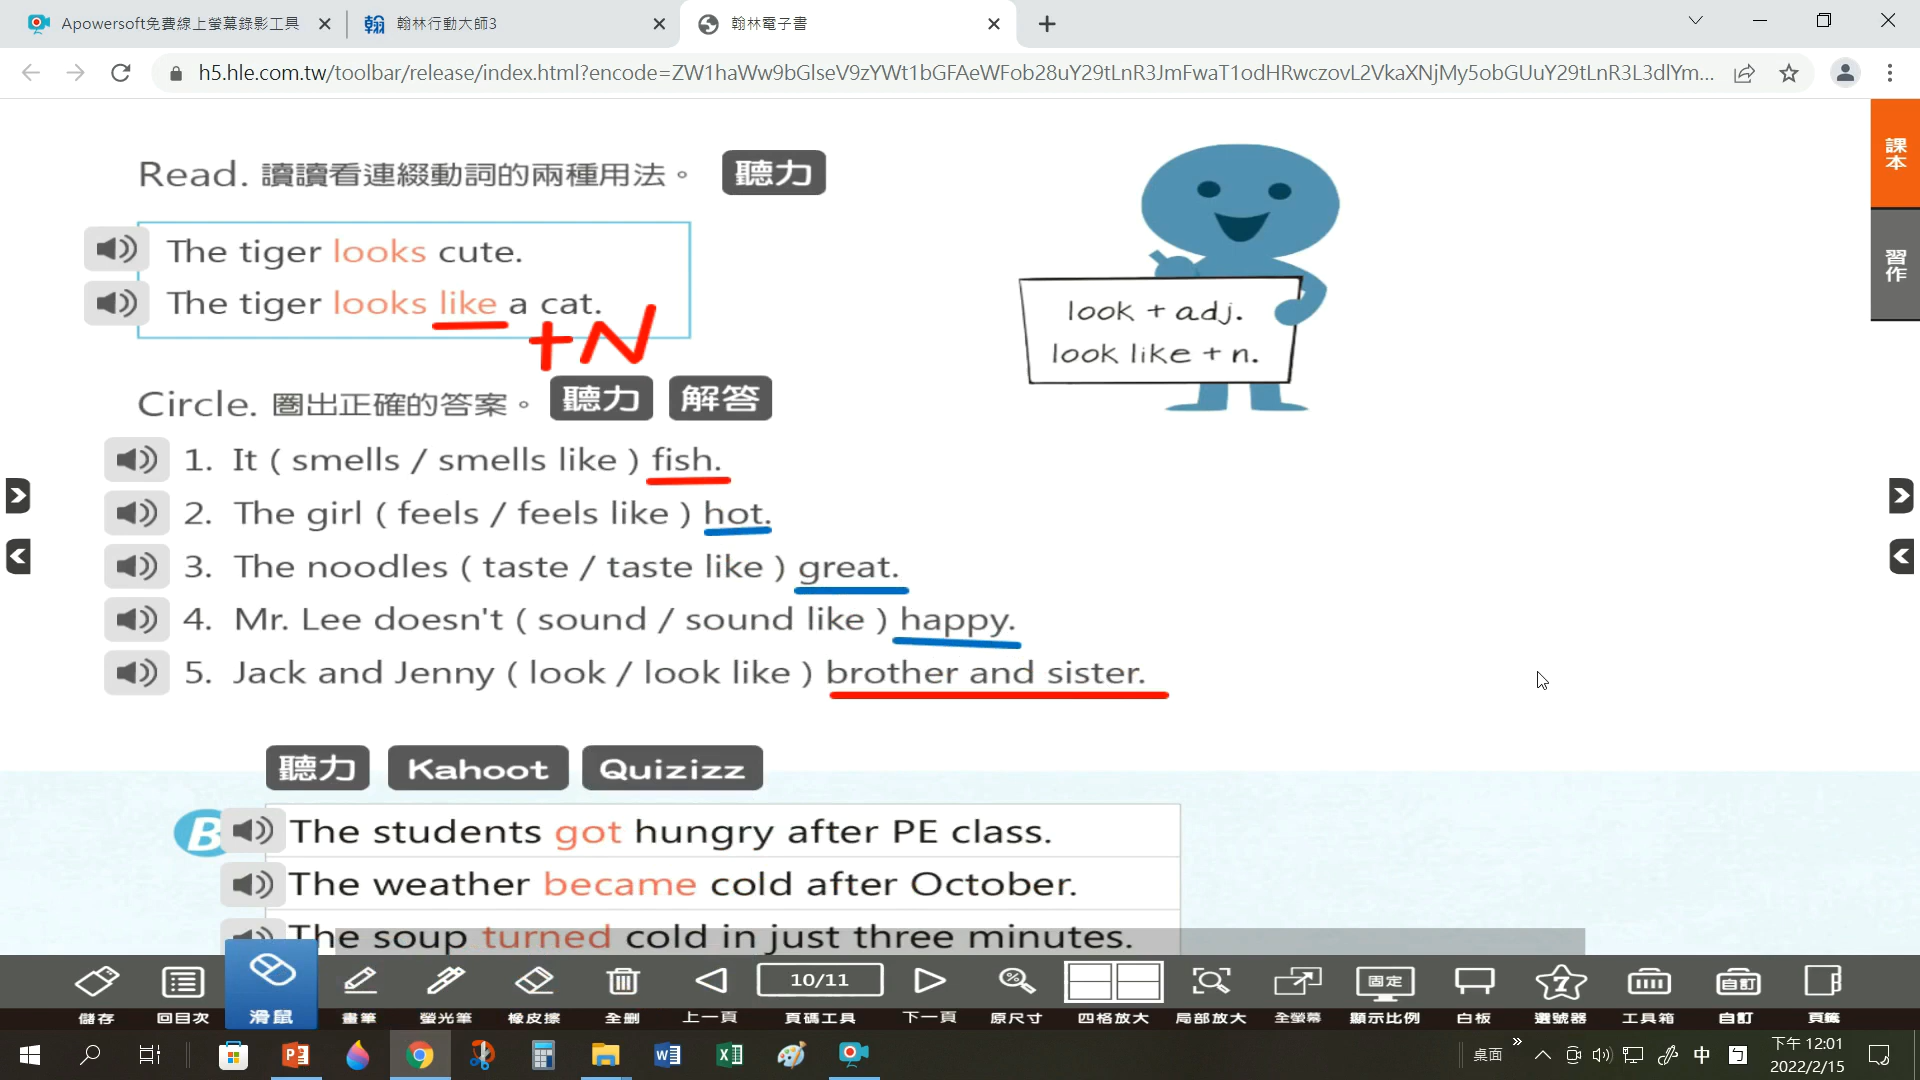 Apowersoft免費線上螢幕錄影工具
翰 翰林行動大師3
翰林電子書
h5.hle.com.tw/toolbar/release/index.html?encode=ZW1haWw9bGlseV9zYWt1bGFAeWFob28uY29tLnR3JmFwaT1odHRwczovL2VkaXNjMy5obGUuY29tLnR3L3dlYm...
課本
習作
Read. 讀讀看連綴動詞的兩種用法。 聽力
The tiger looks cute.
The tiger looks like a cat.
+N
look + adj.
look like + n.
Circle. 圈出正確的答案。 聽力 解答
1. It ( smells / smells like ) fish.
2. The girl ( feels / feels like ) hot.
3. The noodles ( taste / taste like ) great.
4. Mr. Lee doesn't ( sound / sound like ) happy.
5. Jack and Jenny ( look / look like ) brother and sister.
聽力 Kahoot Quizizz
B The students got hungry after PE class.
The weather became cold after October.
The soup turned cold in just three minutes.
10/11 固定 7 自訂
儲存 回目次 滑鼠 畫筆 螢光筆 橡皮擦 全刪 上一頁 頁碼工具 下一頁 原尺寸 四格放大 局部放大 全螢幕 顯示比例 白板 選號器 工具箱 自訂 頁籤
桌面 中 下午 12:01
2022/2/15